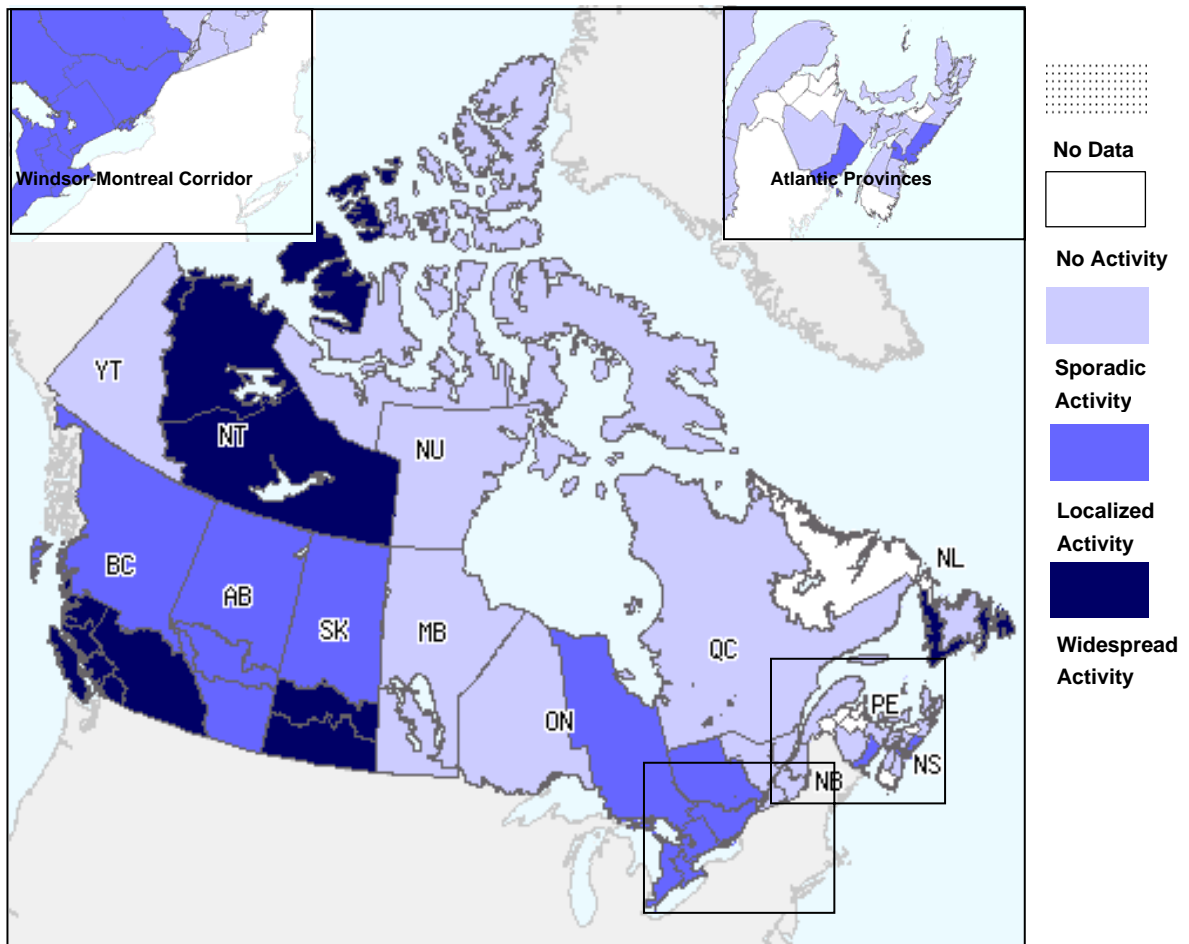 Windsor-Montreal Corridor
Atlantic Provinces
No Data
No Activity
Sporadic
Activity
Localized
Activity
Widespread
Activity
YT
NT
NU
BC
AB
SK
MB
ON
QC
NL
PE
NB
NS